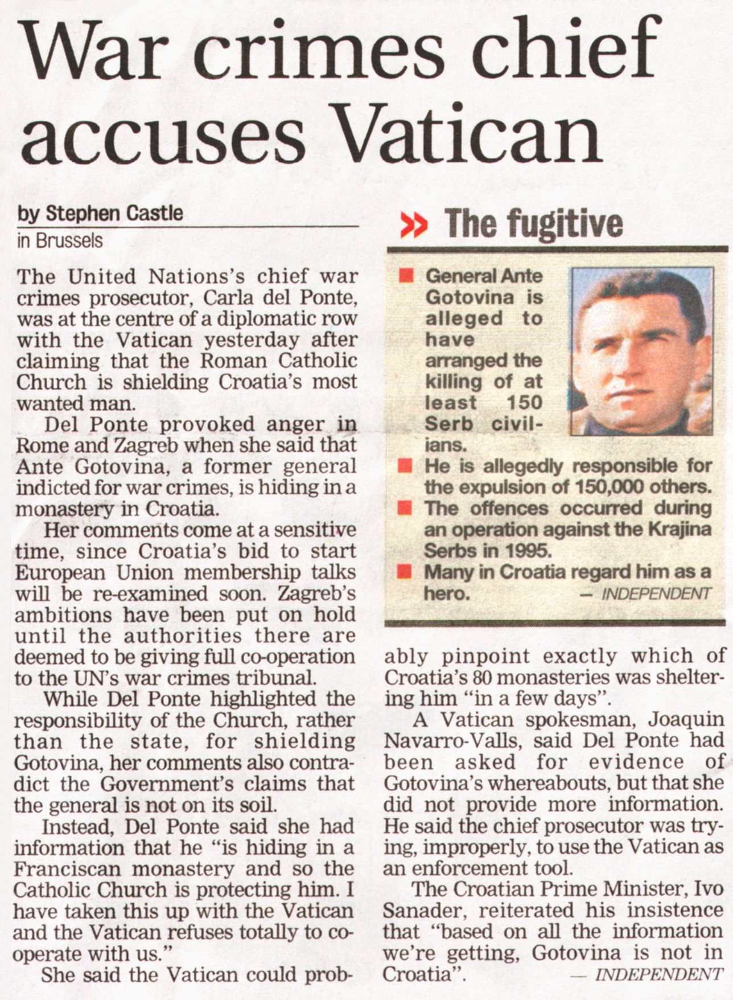 War crimes chief
accuses Vatican
by Stephen Castle
in Brussels
The United Nations's chief war
crimes prosecutor, Carla del Ponte,
was at the centre of a diplomatic row
with the Vatican yesterday after
claiming that the Roman Catholic
Church is shielding Croatia's most
wanted man.
Del Ponte provoked anger in
Rome and Zagreb when she said that
Ante Gotovina, a former general
indicted for war crimes, is hiding in a
monastery in Croatia.
Her comments come at a sensitive
time, since Croatia's bid to start
European Union membership talks
will be re-examined soon. Zagreb's
ambitions have been put on hold
until the authorities there are
deemed to be giving full co-operation
to the UN's war crimes tribunal.
While Del Ponte highlighted the
responsibility of the Church, rather
than the state, for shielding
Gotovina, her comments also contra-
dict the Government's claims that
the general is not on its soil.
Instead, Del Ponte said she had
information that he “is hiding in a
Franciscan monastery and so the
Catholic Church is protecting him. I
have taken this up with the Vatican
and the Vatican refuses totally to co-
operate with us.”
She said the Vatican could prob-
» The fugitive
■ General Ante
Gotovina is
alleged to
have
arranged the
killing of at
least 150
Serb civil-
ians.
■ He is allegedly responsible for
the expulsion of 150,000 others.
■ The offences occurred during
an operation against the Krajina
Serbs in 1995.
■ Many in Croatia regard him as a
hero. – INDEPENDENT
ably pinpoint exactly which of
Croatia's 80 monasteries was shelter-
ing him “in a few days”.
A Vatican spokesman, Joaquin
Navarro-Valls, said Del Ponte had
been asked for evidence of
Gotovina's whereabouts, but that she
did not provide more information.
He said the chief prosecutor was try-
ing, improperly, to use the Vatican as
an enforcement tool.
The Croatian Prime Minister, Ivo
Sanader, reiterated his insistence
that “based on all the information
we're getting, Gotovina is not in
Croatia”. — INDEPENDENT